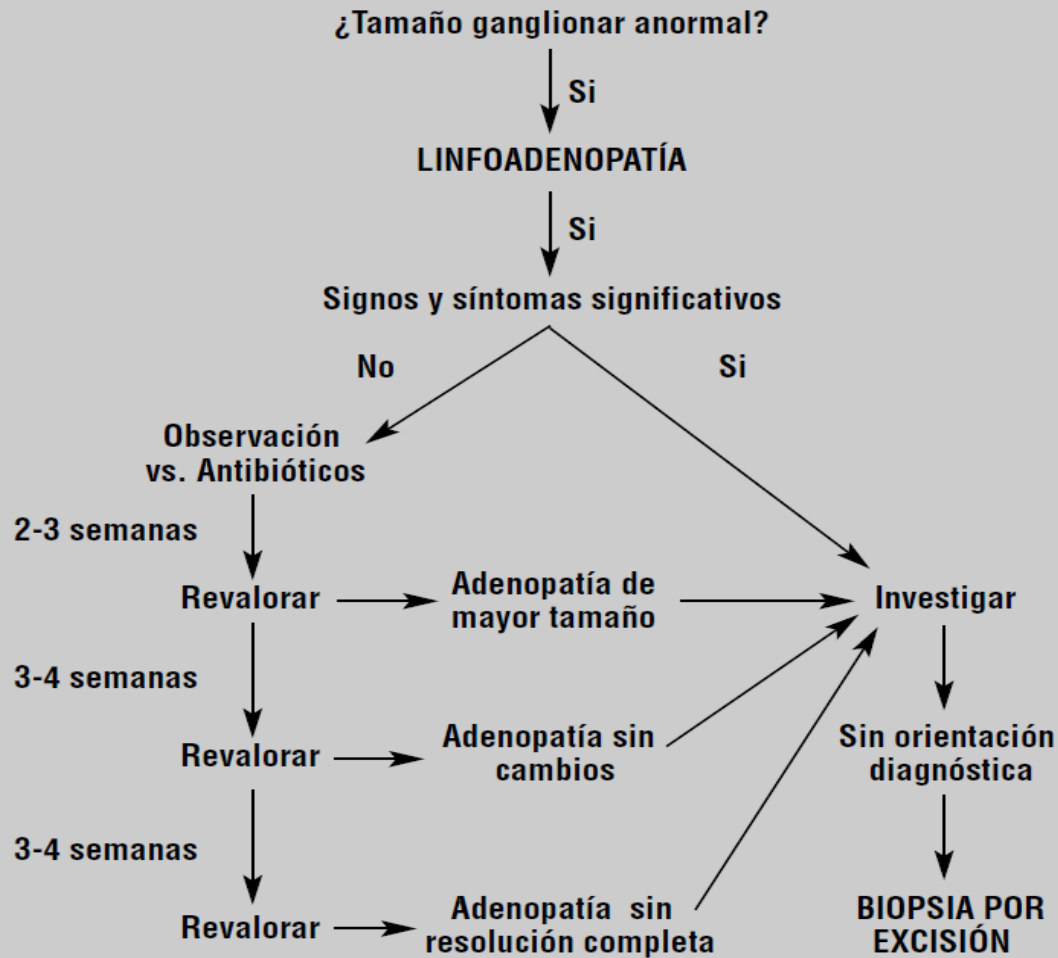 ¿Tamaño ganglionar anormal?
Si
LINFOADENOPATÍA
Si
Signos y síntomas significativos
No
Si
Observación
vs. Antibióticos
2-3 semanas
Revalorar
Adenopatía de
mayor tamaño
Investigar
3-4 semanas
Revalorar
Adenopatía sin
cambios
Sin orientación
diagnóstica
3-4 semanas
Revalorar
Adenopatía sin
resolución completa
BIOPSIA POR
EXCISIÓN